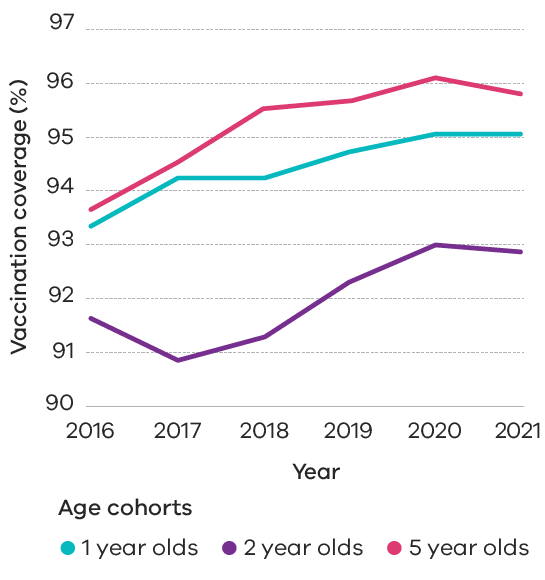 97
96
95
94
93
92
91
90
Vaccination coverage (%)
2016 2017 2018 2019 2020 2021
Year
Age cohorts
1 year olds 2 year olds 5 year olds